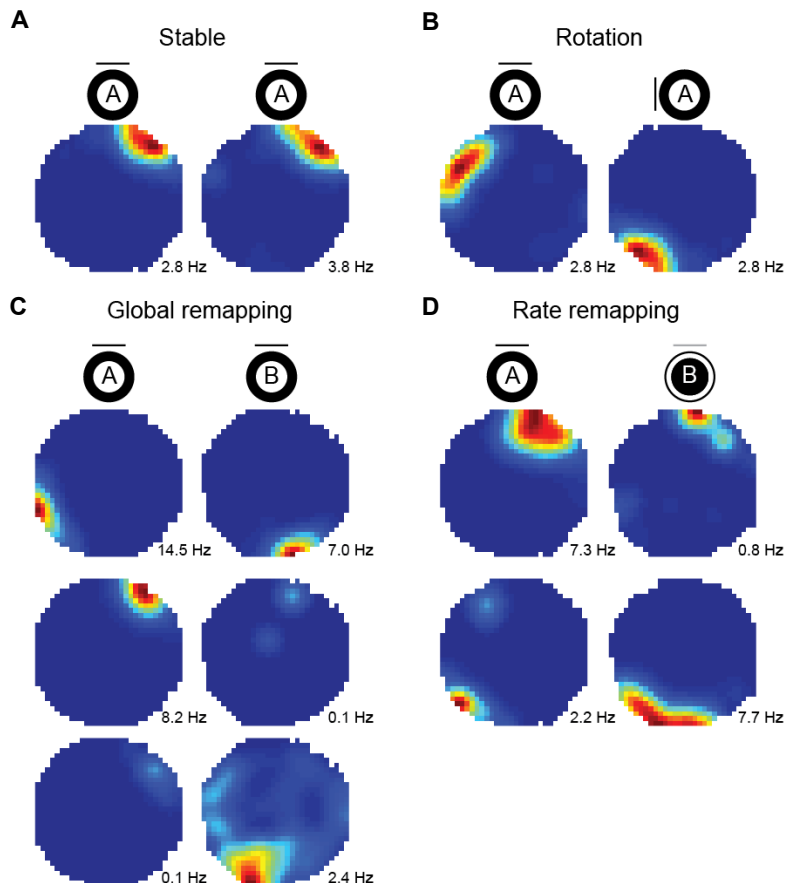 A
Stable
A
A
2.8 Hz
3.8 Hz
B
Rotation
A
A
2.8 Hz
2.8 Hz
C
Global remapping
A
B
14.5 Hz
7.0 Hz
8.2 Hz
0.1 Hz
0.1 Hz
2.4 Hz
D
Rate remapping
A
B
7.3 Hz
0.8 Hz
2.2 Hz
7.7 Hz